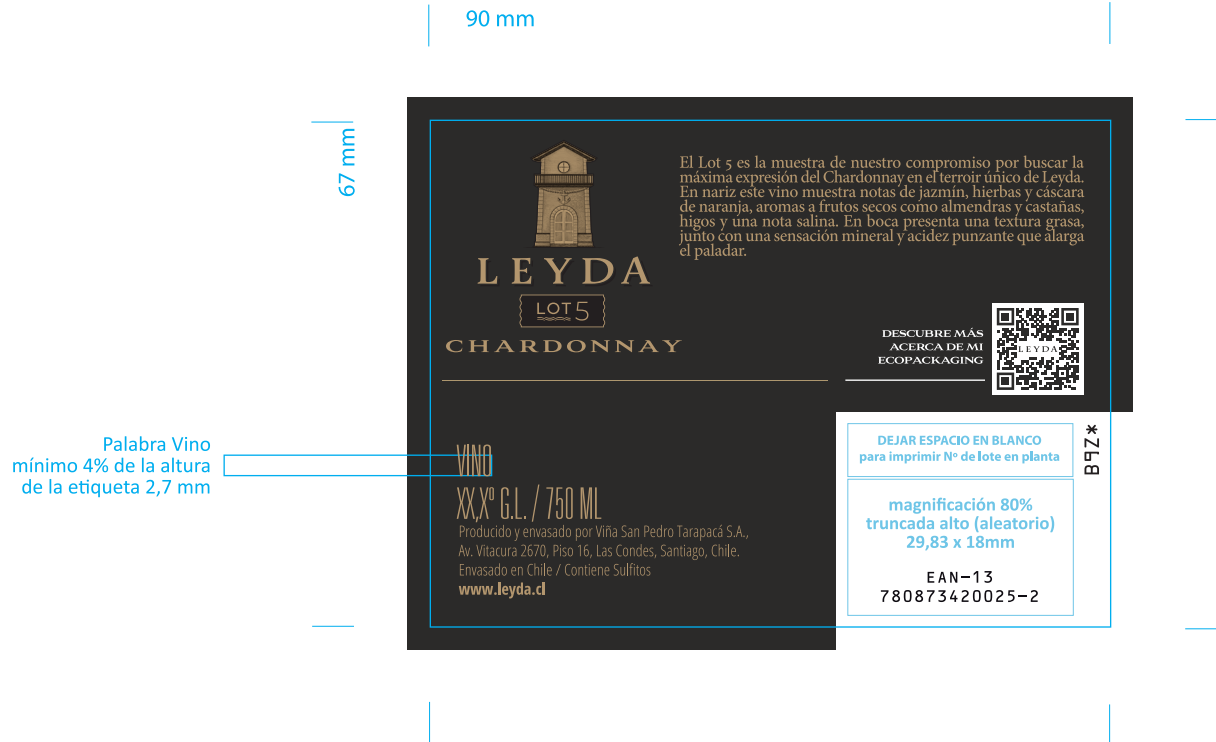 90 mm
67 mm
LEYDA
LOT 5
CHARDONNAY
El Lot 5 es la muestra de nuestro compromiso por buscar la
máxima expresión del Chardonnay en el terroir único de Leyda.
En nariz este vino muestra notas de jazmín, hierbas y cáscara
de naranja, aromas a frutos secos como almendras y castañas,
higos y una nota salina. En boca presenta una textura grasa,
junto con una sensación mineral y acidez punzante que alarga
el paladar.
DESCUBRE MÁS
ACERCA DE MI
ECOPACKAGING
LEYDA
Palabra Vino
mínimo 4% de la altura
de la etiqueta 2,7 mm
VINO
XX,Xº G.L. / 750 ML
Producido y envasado por Viña San Pedro Tarapacá S.A.,
Av. Vitacura 2670, Piso 16, Las Condes, Santiago, Chile.
Envasado en Chile / Contiene Sulfitos
www.leyda.cl
DEJAR ESPACIO EN BLANCO
para imprimir Nº de lote en planta
B9Z*
magnificación 80%
truncada alto (aleatorio)
29,83 x 18mm
EAN-13
780873420025-2